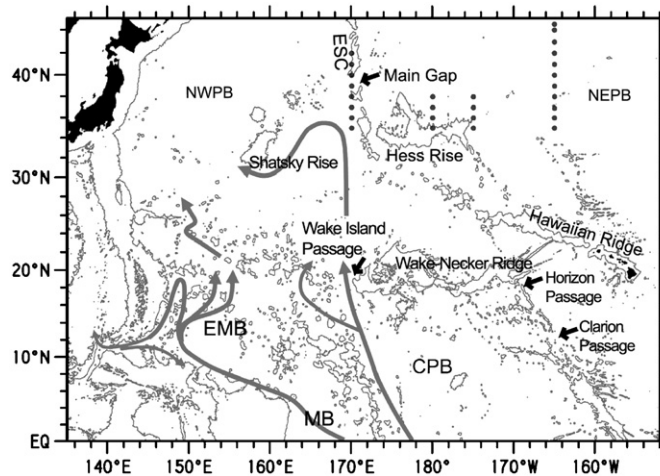 ESC
40°N
Main Gap
NWPB
NEPB
Hess Rise
Shatsky Rise
30°N
Wake Island
Passage
Hawaiian Ridge
Wake-Necker Ridge
20°N
Horizon
Passage
EMB
Clarion
Passage
10°N
CPB
MB
EQ
140°E
150°E
160°E
170°E
180°
170°W
160°W